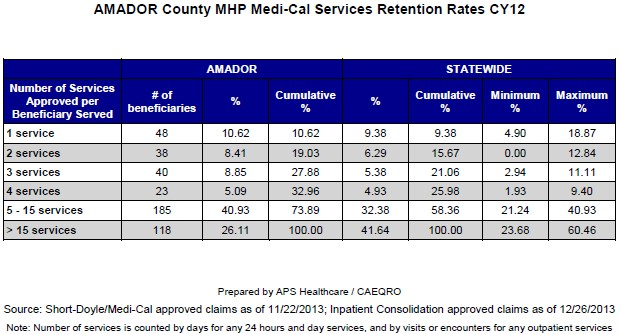 AMADOR County MHP Medi-Cal Services Retention Rates CY12
AMADOR STATEWIDE
Number of Services Approved per Beneficiary Served # of beneficiaries % Cumulative % % Cumulative % Minimum % Maximum %
1 service 48 10.62 10.62 9.38 9.38 4.90 18.87
2 services 38 8.41 19.03 6.29 15.67 0.00 12.84
3 services 40 8.85 27.88 5.38 21.06 2.94 11.11
4 services 23 5.09 32.96 4.93 25.98 1.93 9.40
5 - 15 services 185 40.93 73.89 32.38 58.36 21.24 40.93
> 15 services 118 26.11 100.00 41.64 100.00 23.68 60.46
Prepared by APS Healthcare / CAEQRO
Source: Short-Doyle/Medi-Cal approved claims as of 11/22/2013; Inpatient Consolidation approved claims as of 12/26/2013
Note: Number of services is counted by days for any 24 hours and day services, and by visits or encounters for any outpatient services